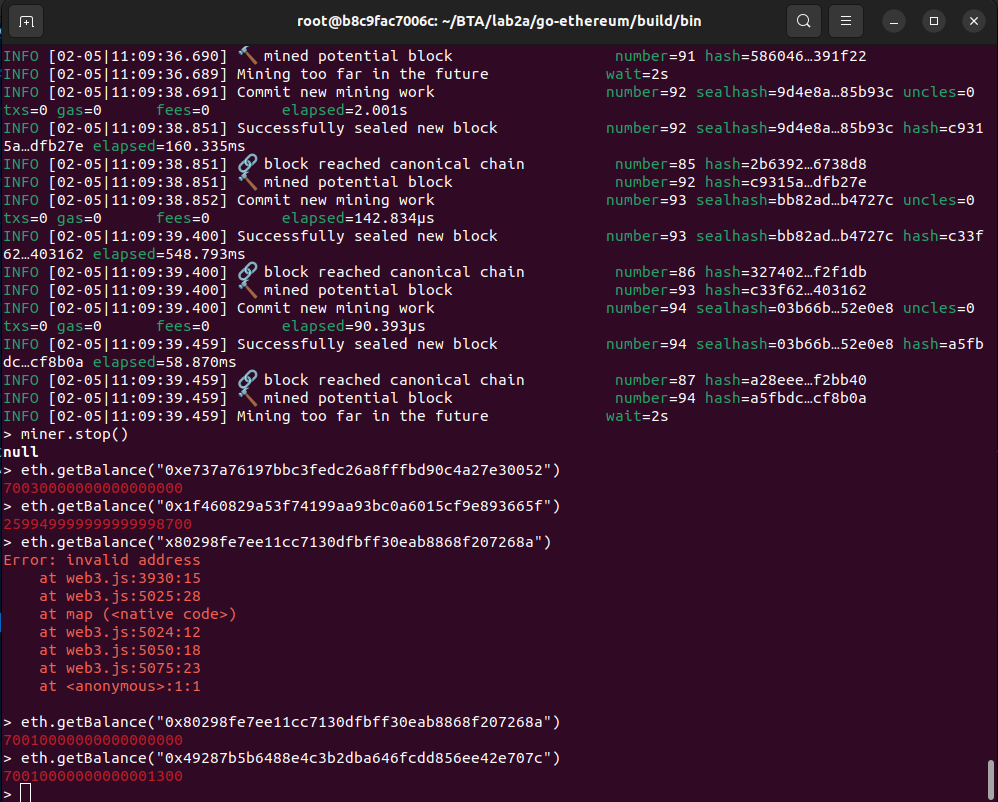 root@b8c9fac7006c: ~/BTA/lab2a/go-ethereum/build/bin
INFO [02-05|11:09:36.690] 🔨 mined potential block number=91 hash=586046…391f22
INFO [02-05|11:09:36.689] Mining too far in the future wait=2s
INFO [02-05|11:09:38.691] Commit new mining work number=92 sealhash=9d4e8a…85b93c uncles=0
txs=0 gas=0 fees=0 elapsed=2.001s
INFO [02-05|11:09:38.851] Successfully sealed new block number=92 sealhash=9d4e8a…85b93c hash=c931
5a…dfb27e elapsed=160.335ms
INFO [02-05|11:09:38.851] 🔗 block reached canonical chain number=85 hash=2b6392…6738d8
INFO [02-05|11:09:38.851] 🔨 mined potential block number=92 hash=c9315a…dfb27e
INFO [02-05|11:09:38.852] Commit new mining work number=93 sealhash=bb82ad…b4727c uncles=0
txs=0 gas=0 fees=0 elapsed=142.834µs
INFO [02-05|11:09:39.400] Successfully sealed new block number=93 sealhash=bb82ad…b4727c hash=c33f
62…403162 elapsed=548.793ms
INFO [02-05|11:09:39.400] 🔗 block reached canonical chain number=86 hash=327402…f2f1db
INFO [02-05|11:09:39.400] 🔨 mined potential block number=93 hash=c33f62…403162
INFO [02-05|11:09:39.400] Commit new mining work number=94 sealhash=03b66b…52e0e8 uncles=0
txs=0 gas=0 fees=0 elapsed=90.393µs
INFO [02-05|11:09:39.459] Successfully sealed new block number=94 sealhash=03b66b…52e0e8 hash=a5fb
dc…cf8b0a elapsed=58.870ms
INFO [02-05|11:09:39.459] 🔗 block reached canonical chain number=87 hash=a28eee…f2bb40
INFO [02-05|11:09:39.459] 🔨 mined potential block number=94 hash=a5fbdc…cf8b0a
INFO [02-05|11:09:39.459] Mining too far in the future wait=2s
> miner.stop()
null
> eth.getBalance("0xe737a76197bbc3fedc26a8fffbd90c4a27e30052")
70030000000000000000
> eth.getBalance("0x1f460829a53f74199aa93bc0a6015cf9e893665f")
259949999999999998700
> eth.getBalance("x80298fe7ee11cc7130dfbff30eab8868f207268a")
Error: invalid address
at web3.js:3930:15
at web3.js:5025:28
at map (<native code>)
at web3.js:5024:12
at web3.js:5050:18
at web3.js:5075:23
at <anonymous>:1:1
> eth.getBalance("0x80298fe7ee11cc7130dfbff30eab8868f207268a")
70010000000000000000
> eth.getBalance("0x49287b5b6488e4c3b2dba646fcdd856ee42e707c")
70010000000000001300
>